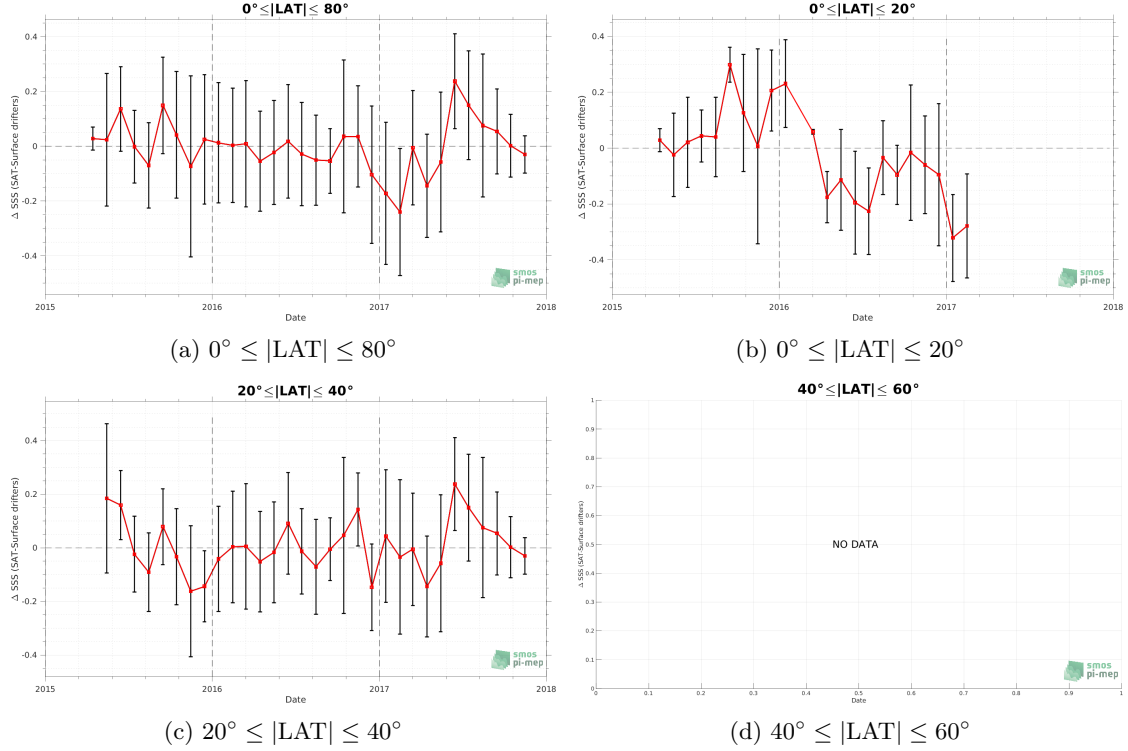 0°≤|LAT|≤ 80°
0.4
0.2
0
-0.2
-0.4
Δ SSS (SAT-Surface drifters)
2015
2016
2017
2018
Date
smos
pi-mep
(a) 0° ≤ |LAT| ≤ 80°
0°≤|LAT|≤ 20°
0.4
0.2
0
-0.2
-0.4
Δ SSS (SAT-Surface drifters)
2015
2016
2017
2018
Date
smos
pi-mep
(b) 0° ≤ |LAT| ≤ 20°
20°≤|LAT|≤ 40°
0.4
0.2
0
-0.2
-0.4
Δ SSS (SAT-Surface drifters)
2015
2016
2017
2018
Date
smos
pi-mep
(c) 20° ≤ |LAT| ≤ 40°
40°≤|LAT|≤ 60°
1
0.9
0.8
0.7
0.6
0.5
0.4
0.3
0.2
0.1
0
Δ SSS (SAT-Surface drifters)
NO DATA
0
0.1
0.2
0.3
0.4
0.5
0.6
0.7
0.8
0.9
1
Date
smos
pi-mep
(d) 40° ≤ |LAT| ≤ 60°